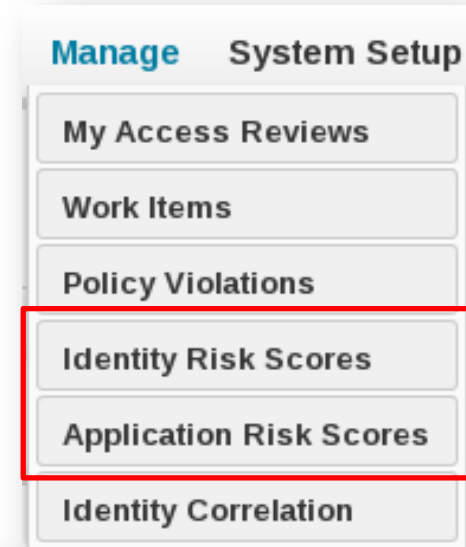 Manage System Setup
My Access Reviews
Work Items
Policy Violations
Identity Risk Scores
Application Risk Scores
Identity Correlation